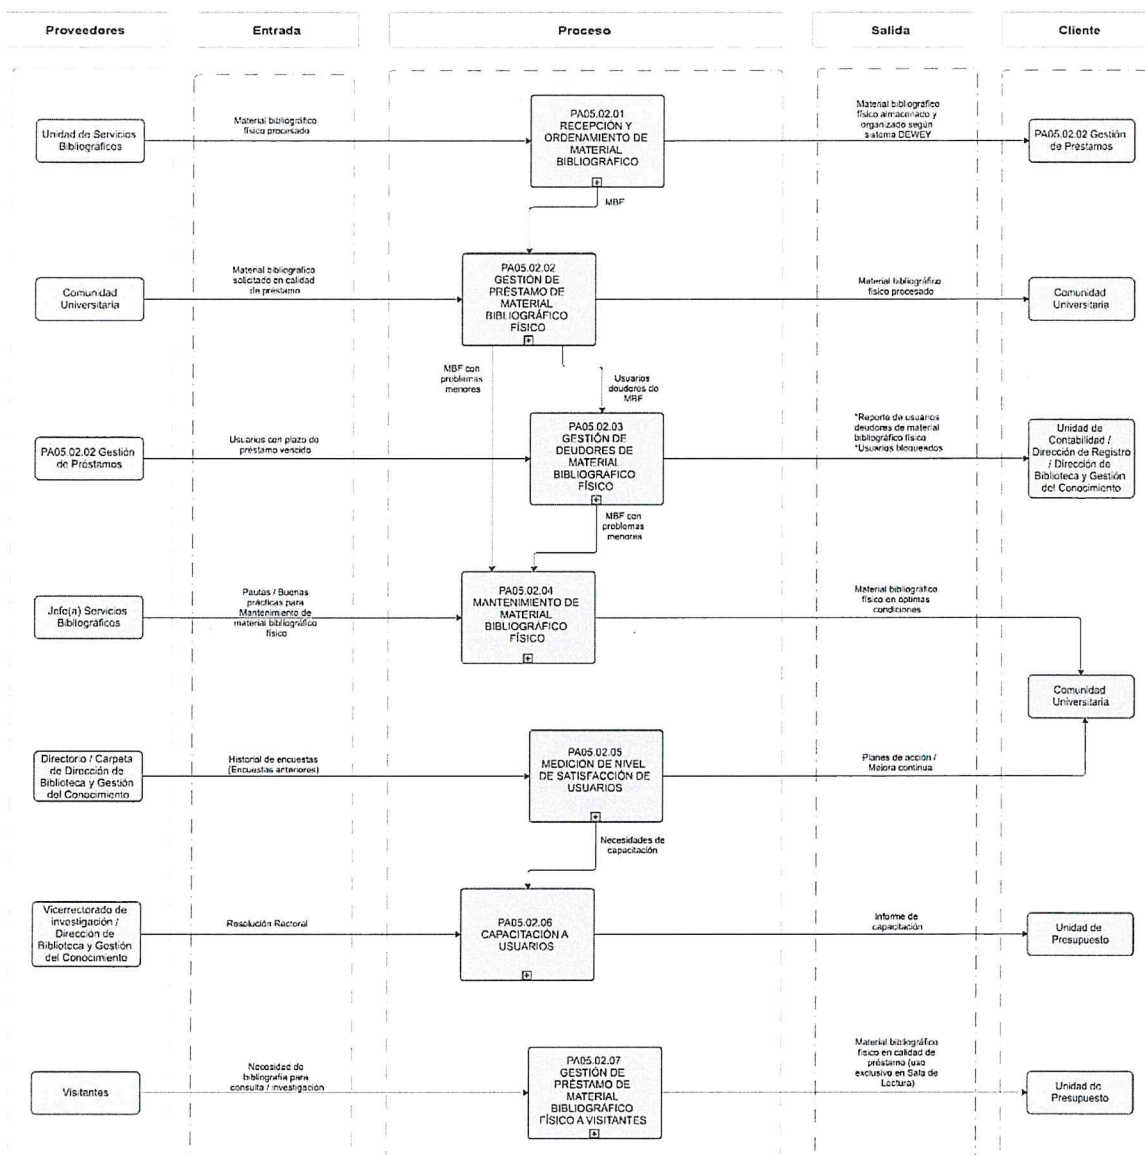 Proveedores
Entrada
Proceso
Salida
Cliente
Unidad de Servicios
Bibliográficos
Material bibliográfico
físico procesado
PA05.02.01
RECEPCIÓN Y
ORDENAMIENTO DE
MATERIAL
BIBLIOGRÁFICO
Material bibliográfico
físico almacenado y
organizado según
sistema DEWEY
PA05.02.02 Gestión
de Préstamos
MBF
Comunidad
Universitaria
Material bibliográfico
solicitado en calidad
de préstamo
PA05.02.02
GESTIÓN DE
PRÉSTAMO DE
MATERIAL
BIBLIOGRÁFICO
FÍSICO
Material bibliográfico
físico procesado
Comunidad
Universitaria
MBF con
problemas
menores
Usuarios
deudores de
MBF
PA05.02.02 Gestión
de Préstamos
Usuarios con plazo de
préstamo vencido
PA05.02.03
GESTIÓN DE
DEUDORES DE
MATERIAL
BIBLIOGRÁFICO
FÍSICO
*Reporte de usuarios
deudores de material
bibliográfico físico
*Usuarios bloqueados
Unidad de
Contabilidad /
Dirección de Registro
/ Dirección de
Biblioteca y Gestión
del Conocimiento
MBF con
problemas
menores
Jefe(a) Servicios
Bibliográficos
Pautas / Buenas
prácticas para
Mantenimiento de
material bibliográfico
físico
PA05.02.04
MANTENIMIENTO DE
MATERIAL
BIBLIOGRÁFICO
FÍSICO
Material bibliográfico
físico en óptimas
condiciones
Comunidad
Universitaria
Directorio / Carpeta
de Dirección de
Biblioteca y Gestión
del Conocimiento
Historial de encuestas
(Encuestas anteriores)
PA05.02.05
MEDICION DE NIVEL
DE SATISFACCIÓN DE
USUARIOS
Planes de acción /
Mejora continua
Necesidades de
capacitación
Vicerrectorado de
investigación /
Dirección de
Biblioteca y Gestión
del Conocimiento
Resolución Rectoral
PA05.02.06
CAPACITACIÓN A
USUARIOS
Informe de
capacitación
Unidad de
Presupuesto
Visitantes
Necesidad de
bibliografía para
consulta / investigación
PA05.02.07
GESTIÓN DE
PRÉSTAMO DE
MATERIAL
BIBLIOGRÁFICO
FÍSICO A VISITANTES
Material bibliográfico
físico en calidad de
préstamo (uso
exclusivo en Sala de
Lectura)
Unidad de
Presupuesto